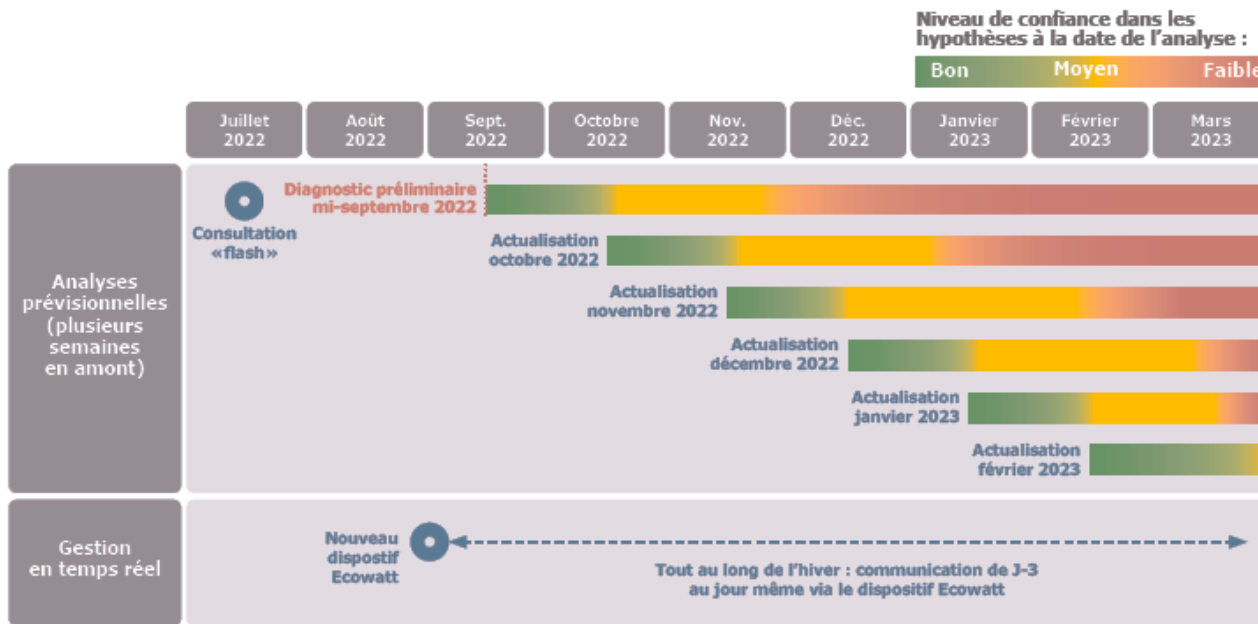 Niveau de confiance dans les
hypothèses à la date de l'analyse :
Bon
Moyen
Faible
Juillet
2022
Août
2022
Sept.
2022
Octobre
2022
Nov.
2022
Déc.
2022
Janvier
2023
Février
2023
Mars
2023
Analyses
prévisionnelles
(plusieurs
semaines
en amont)
Consultation
«flash»
Diagnostic préliminaire
mi-septembre 2022
Actualisation
octobre 2022
Actualisation
novembre 2022
Actualisation
décembre 2022
Actualisation
janvier 2023
Actualisation
février 2023
Gestion
en temps réel
Nouveau
dispostif
Ecowatt
Tout au long de l'hiver : communication de J-3
au jour même via le dispositif Ecowatt